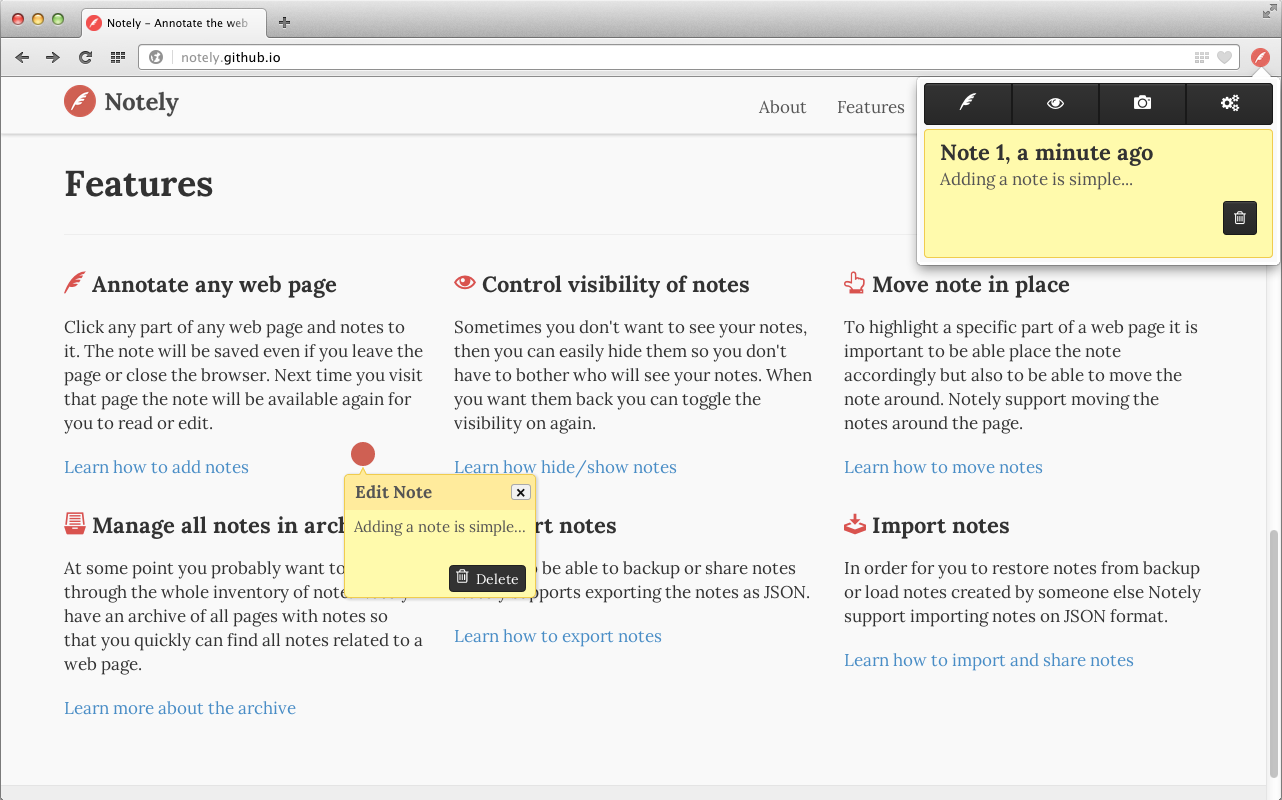 Notely – Annotate the web
notely.github.io
Notely
About
Features
Note 1, a minute ago
Adding a note is simple...
Features
Annotate any web page
Click any part of any web page and notes to
it. The note will be saved even if you leave the
page or close the browser. Next time you visit
that page the note will be available again for
you to read or edit.
Learn how to add notes
Control visibility of notes
Sometimes you don't want to see your notes,
then you can easily hide them so you don't
have to bother who will see your notes. When
you want them back you can toggle the
visibility on again.
Learn how hide/show notes
Move note in place
To highlight a specific part of a web page it is
important to be able place the note
accordingly but also to be able to move the
note around. Notely support moving the
notes around the page.
Learn how to move notes
Edit Note
Adding a note is simple...
Delete
Manage all notes in
At some point you probably want to
through the whole inventory of
have an archive of all pages with notes so
that you quickly can find all notes related to a
web page.
Learn more about the archive
notes
be able to backup or share notes
exporting the notes as JSON.
Learn how to export notes
Import notes
In order for you to restore notes from backup
or load notes created by someone else Notely
support importing notes on JSON format.
Learn how to import and share notes